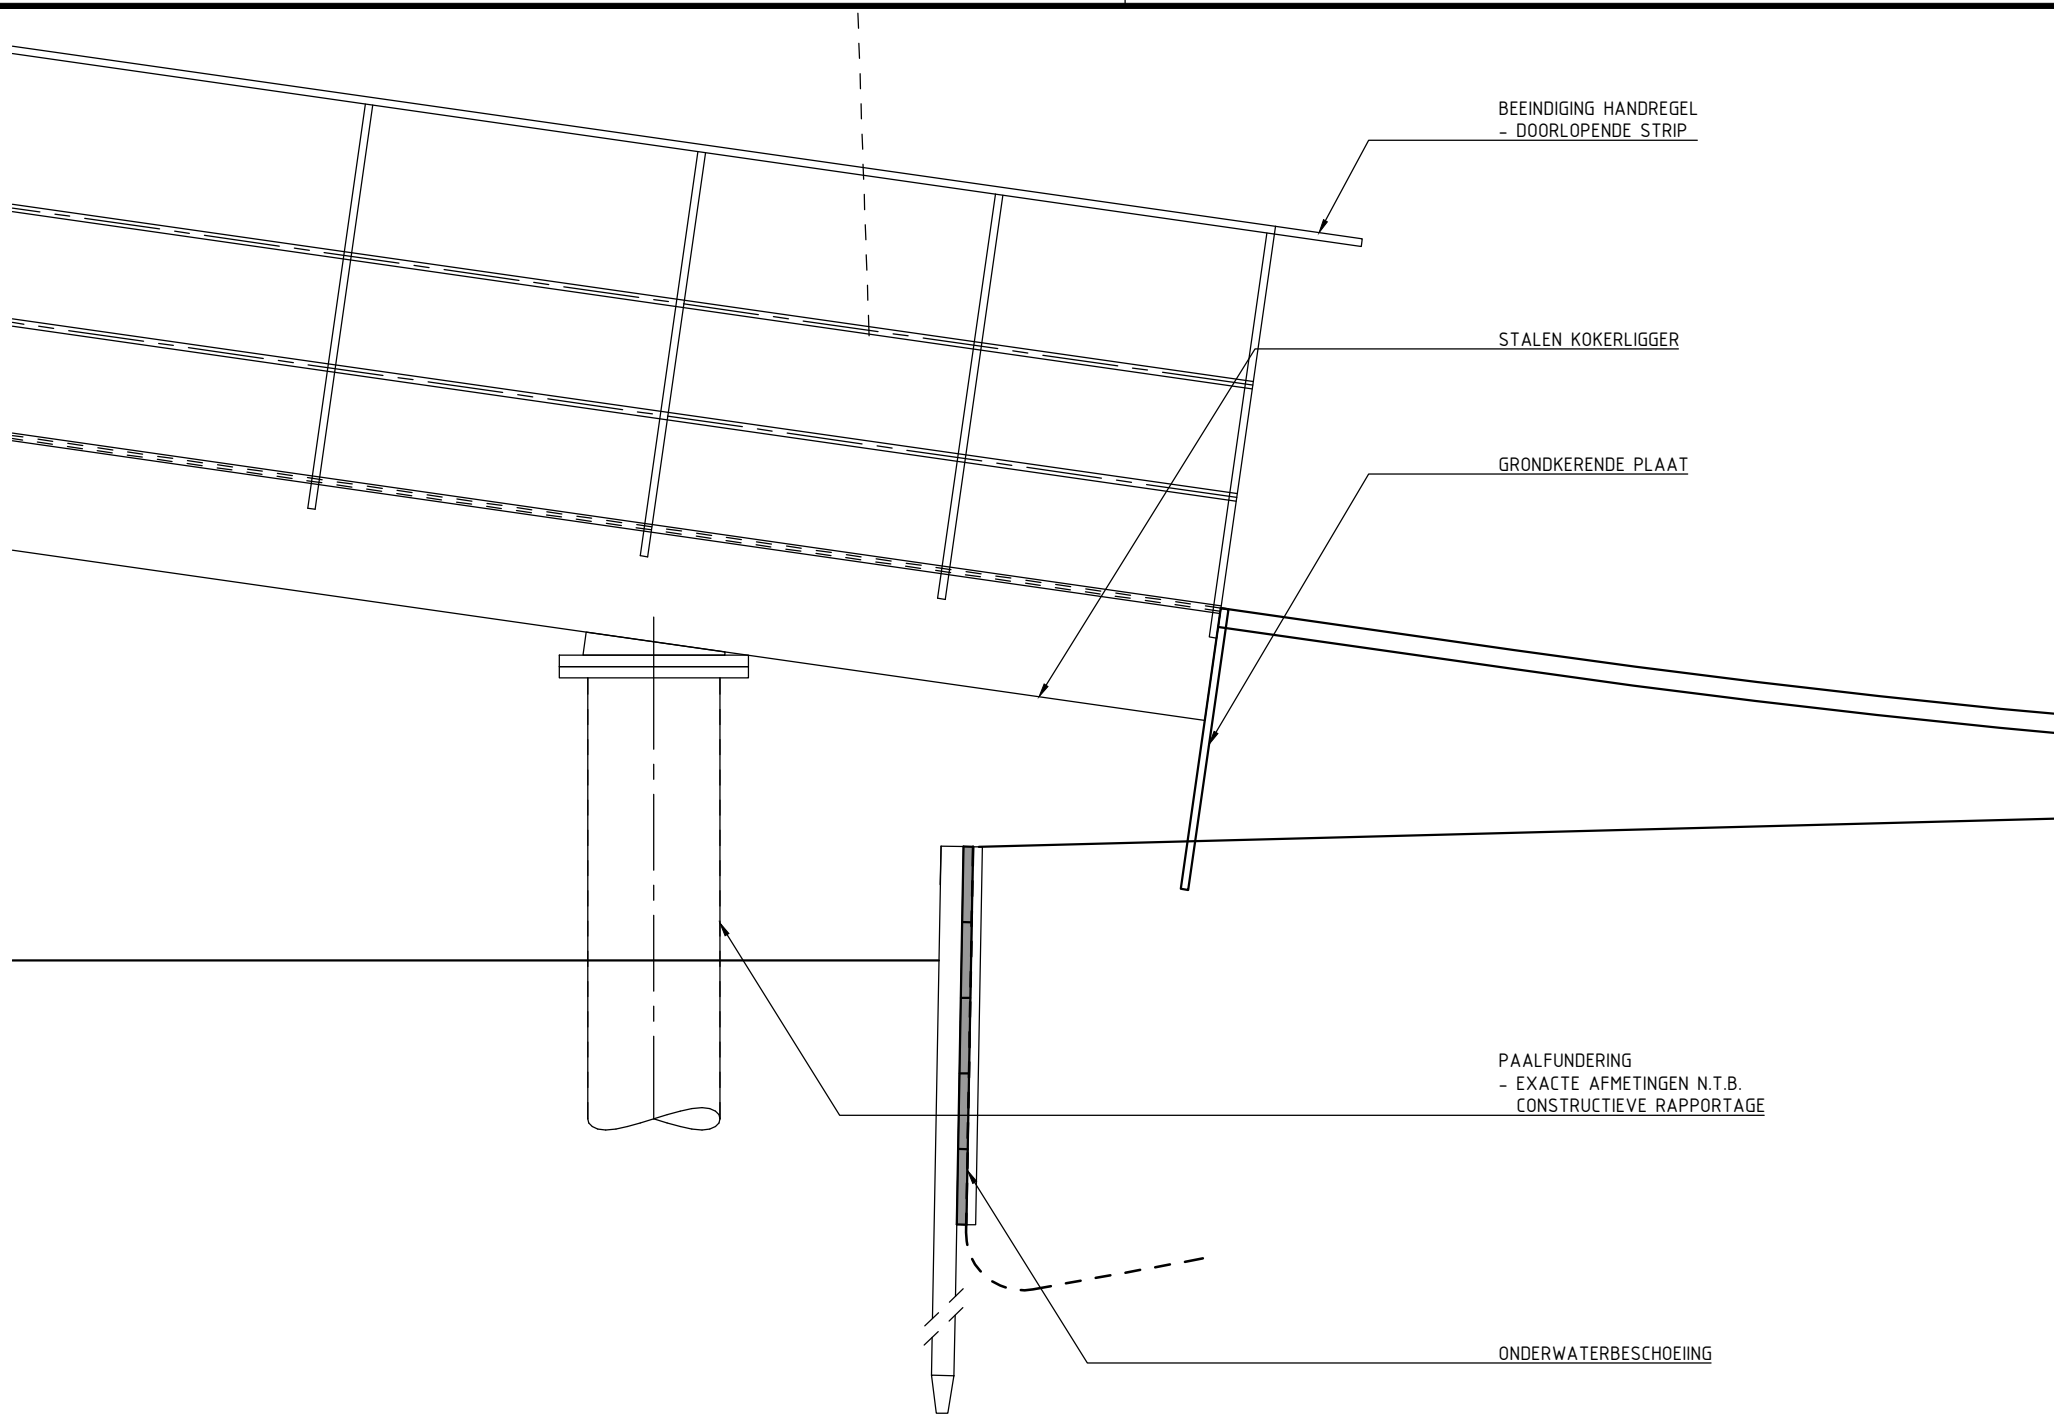 BEEINDIGING HANDREGEL
- DOORLOPENDE STRIP
STALEN KOKERLIGGER
GRONDKERENDE PLAAT
PAALFUNDERING
- EXACTE AFMETINGEN N.T.B.
CONSTRUCTIEVE RAPPORTAGE
ONDERWATERBESCHOEIING